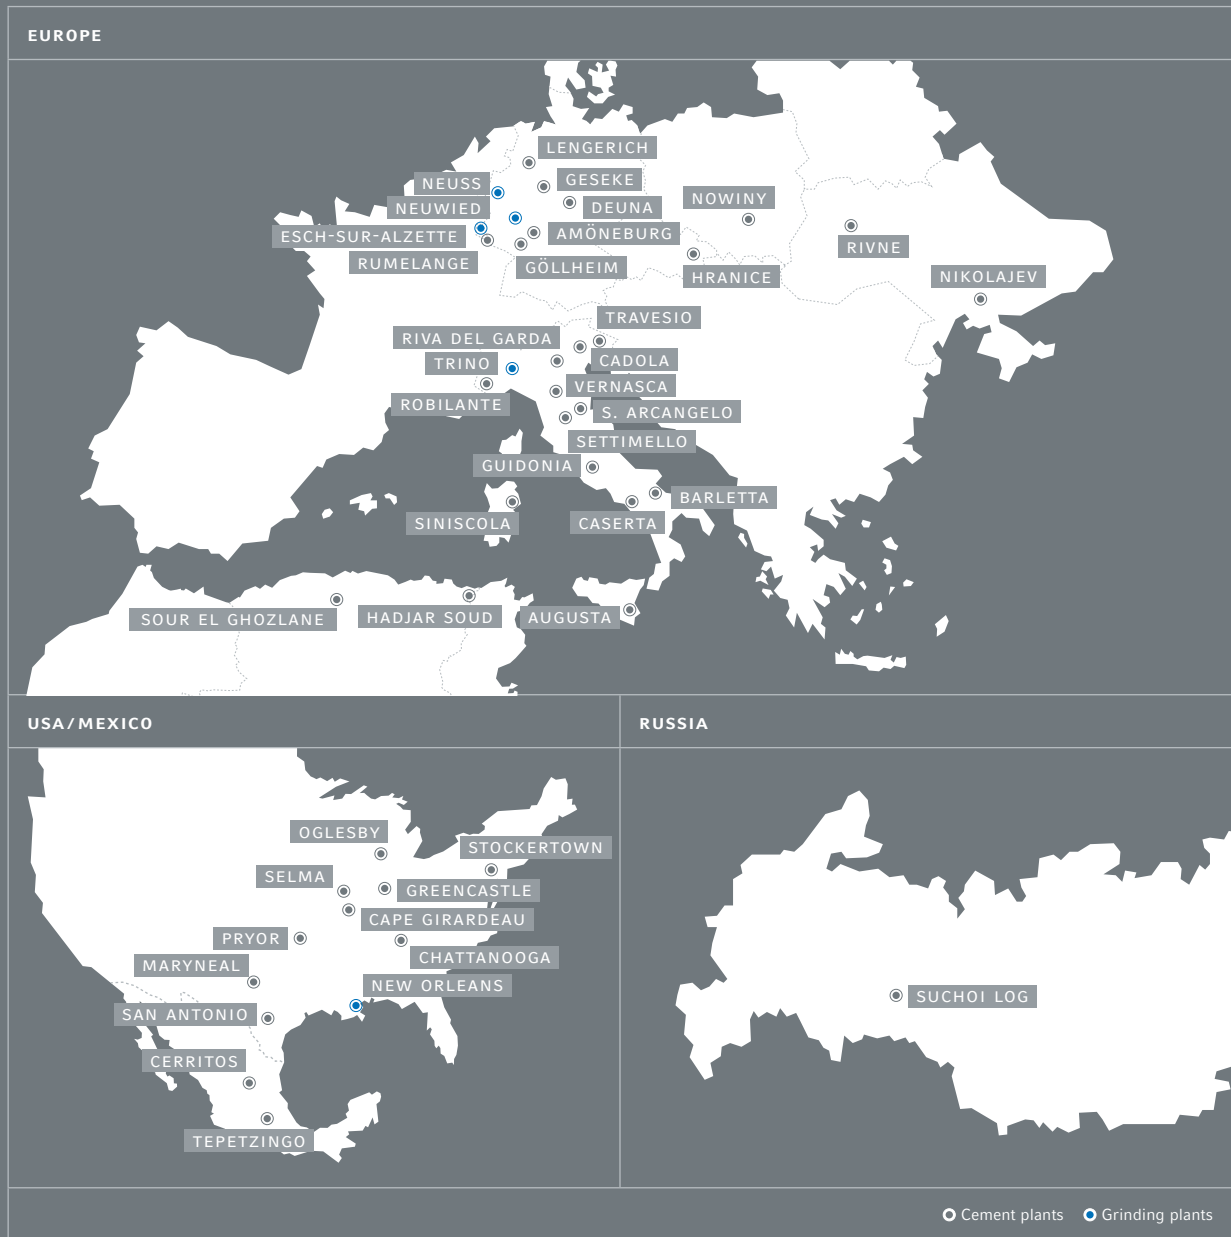 EUROPE
LENGERICH
NEUSS
GESEKE
NEUWIED
DEUNA
NOWINY
ESCH-SUR-ALZETTE
AMÖNEBURG
RIVNE
RUMELANGE
GÖLLHEIM
HRANICE
NIKOLAJEV
TRAVESIO
RIVA DEL GARDA
TRINO
CADOLA
VERNASCA
ROBILANTE
S. ARCANGELO
SETTIMELLO
GUIDONIA
BARLETTA
SINISCOLA
CASERTA
SOUR EL GHOZLANE
HADJAR SOUD
AUGUSTA
USA/MEXICO
OGLESBY
STOCKERTOWN
SELMA
GREENCASTLE
CAPE GIRARDEAU
PRYOR
CHATTANOOGA
MARYNEAL
NEW ORLEANS
SAN ANTONIO
CERRITOS
TEPETZINGO
RUSSIA
SUCHOI LOG
Cement plants
Grinding plants